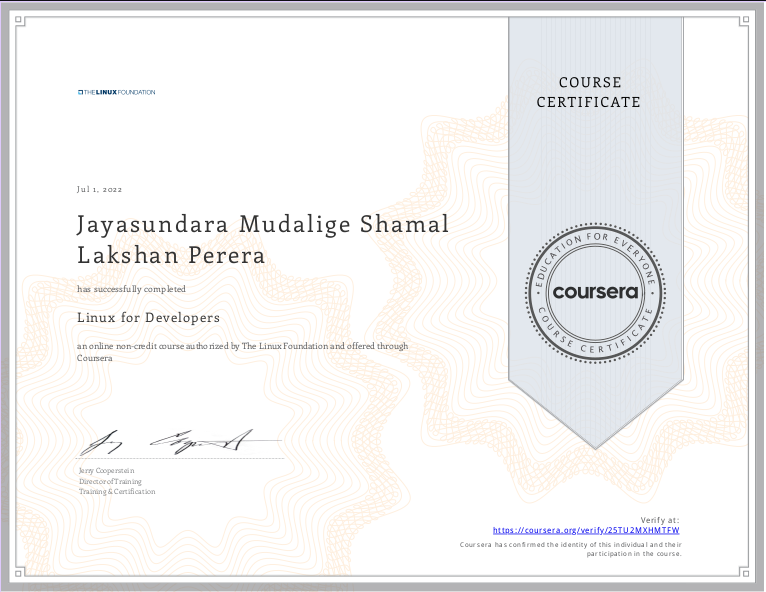 THE LINUX FOUNDATION
COURSE
CERTIFICATE
Jul 1, 2022
Jayasundara Mudalige Shamal
Lakshan Perera
has successfully completed
Linux for Developers
an online non-credit course authorized by The Linux Foundation and offered through
Coursera
EDUCATION FOR EVERYONE
coursera
COURSE CERTIFICATE
Jerry Cooperstein
Director of Training
Training & Certification
Verify at:
https://coursera.org/verify/25TU2MXHMTFW
Coursera has confirmed the identity of this individual and their
participation in the course.